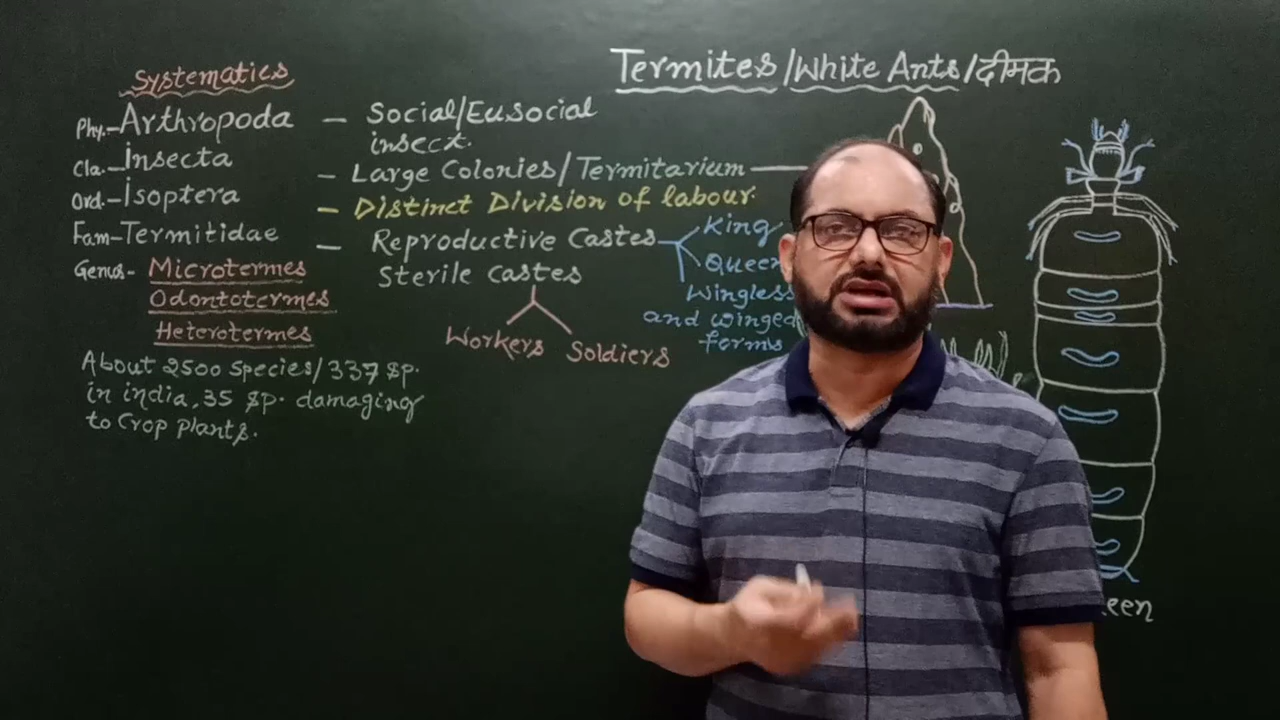 Termites/White Ants/दीमक
Systematics
Phy.-Arthropoda
Cla.-Insecta
Ord.-Isoptera
Fam-Termitidae
Genus- Microtermes
Odontotermes
Heterotermes
About 2500 Species/337 Sp.
in india, 35 Sp. damaging
to Crop plants.
– Social/Eusocial
insect.
– Large Colonies/Termitarium
– Distinct Division of labour.
– Reproductive Castes
King
Queen
Wingless
and winged
forms
Sterile Castes
Workers Soldiers